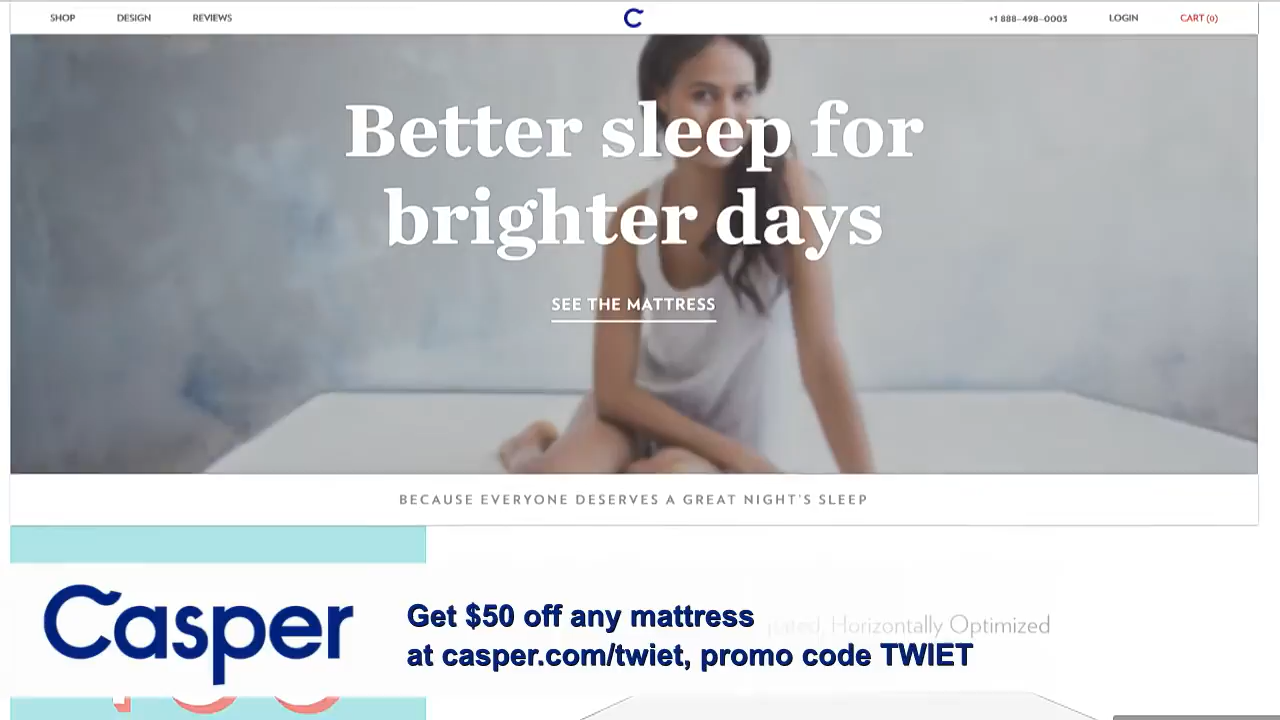 SHOP DESIGN REVIEWS C +1 888-498-0003 LOGIN CART (0)
Better sleep for
brighter days
SEE THE MATTRESS
BECAUSE EVERYONE DESERVES A GREAT NIGHT'S SLEEP
Casper
Get $50 off any mattress
Horizontally Optimized
at casper.com/twiet, promo code TWIET